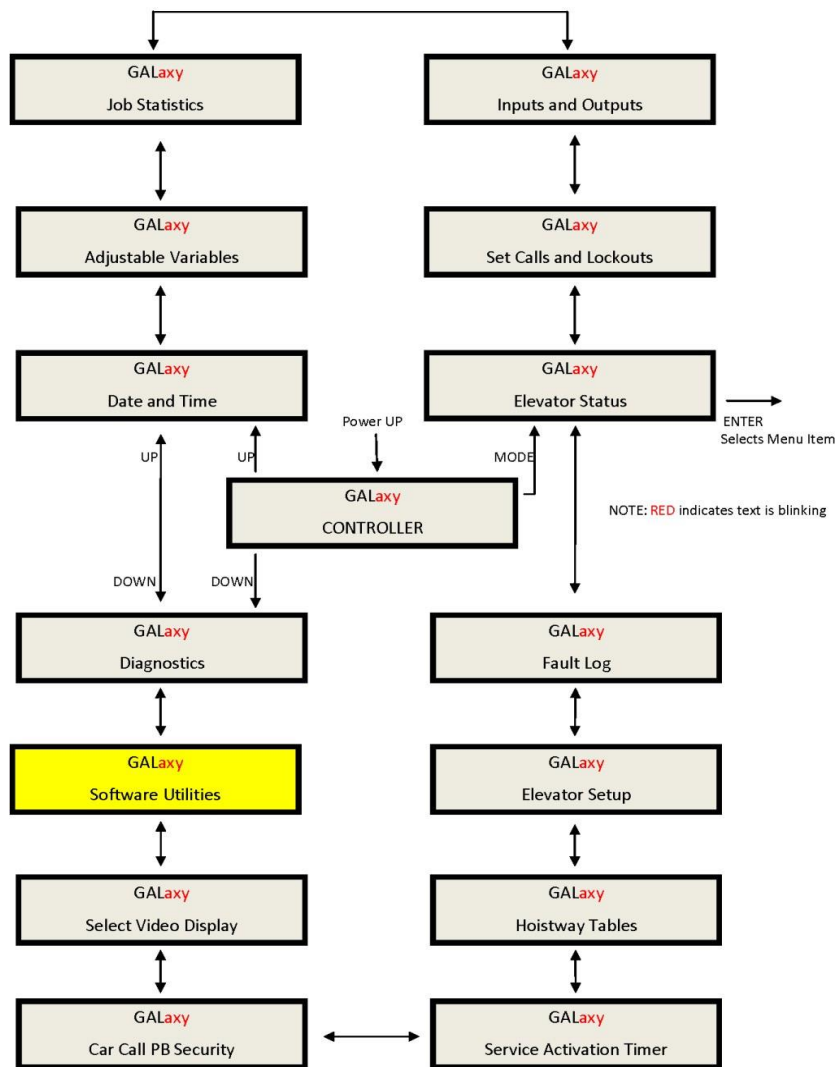 GALaxy
Job Statistics
GALaxy
Inputs and Outputs
GALaxy
Adjustable Variables
GALaxy
Set Calls and Lockouts
GALaxy
Date and Time
GALaxy
Elevator Status
ENTER
Selects Menu Item
Power UP
UP
UP
MODE
GALaxy
CONTROLLER
NOTE: RED indicates text is blinking
DOWN
DOWN
GALaxy
Diagnostics
GALaxy
Fault Log
GALaxy
Software Utilities
GALaxy
Elevator Setup
GALaxy
Select Video Display
GALaxy
Hoistway Tables
GALaxy
Car Call PB Security
GALaxy
Service Activation Timer